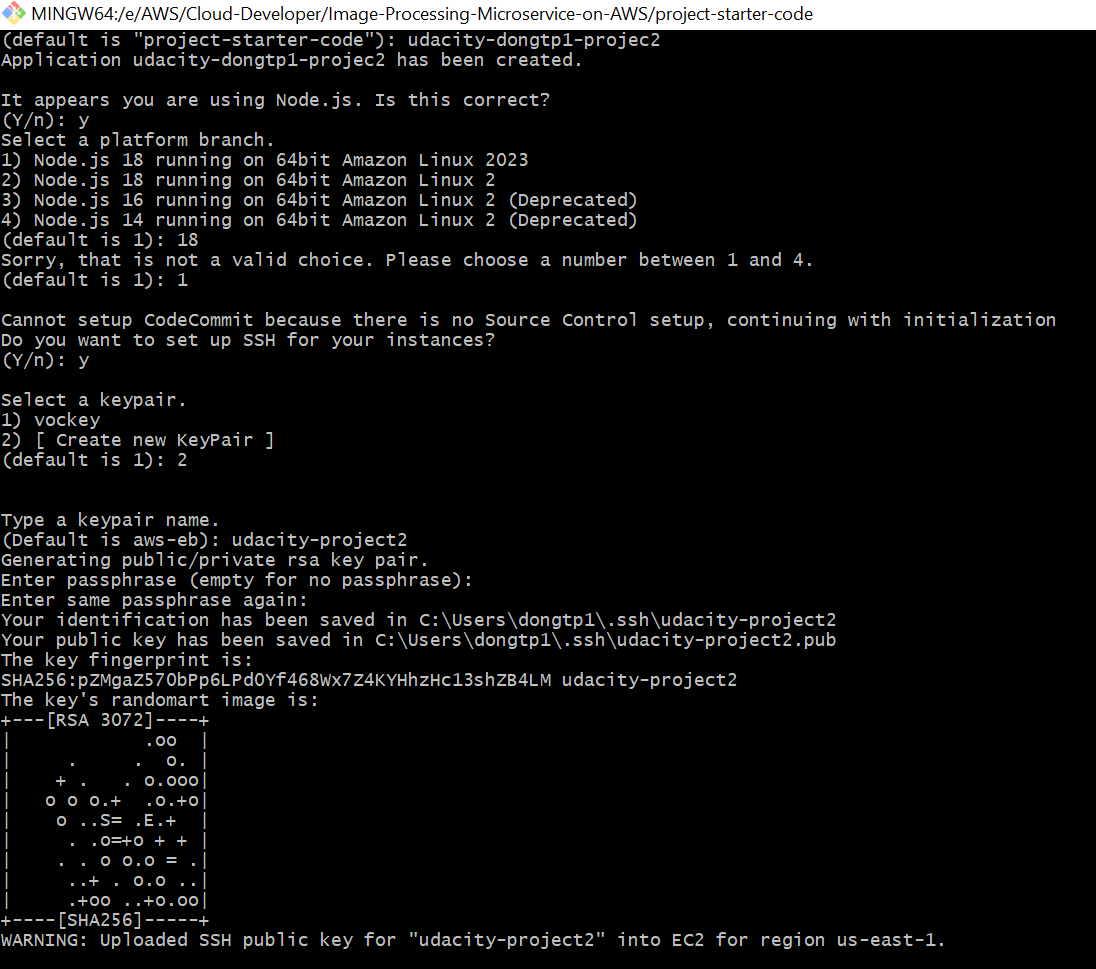 MINGW64:/e/AWS/Cloud-Developer/Image-Processing-Microservice-on-AWS/project-starter-code
(default is "project-starter-code"): udacity-dongtp1-projec2
Application udacity-dongtp1-projec2 has been created.
It appears you are using Node.js. Is this correct?
(Y/n): y
Select a platform branch.
1) Node.js 18 running on 64bit Amazon Linux 2023
2) Node.js 18 running on 64bit Amazon Linux 2
3) Node.js 16 running on 64bit Amazon Linux 2 (Deprecated)
4) Node.js 14 running on 64bit Amazon Linux 2 (Deprecated)
(default is 1): 18
Sorry, that is not a valid choice. Please choose a number between 1 and 4.
(default is 1): 1
Cannot setup CodeCommit because there is no Source Control setup, continuing with initialization
Do you want to set up SSH for your instances?
(Y/n): y
Select a keypair.
1) vockey
2) [ Create new KeyPair ]
(default is 1): 2
Type a keypair name.
(Default is aws-eb): udacity-project2
Generating public/private rsa key pair.
Enter passphrase (empty for no passphrase):
Enter same passphrase again:
Your identification has been saved in C:\Users\dongtp1\.ssh\udacity-project2
Your public key has been saved in C:\Users\dongtp1\.ssh\udacity-project2.pub
The key fingerprint is:
SHA256:pZMgaZ57ObPp6LPdOYf468Wx7Z4KYHhzHc13shZB4LM udacity-project2
The key's randomart image is:
+---[RSA 3072]----+
|             .oo  |
|      .     .  o. |
|     + .   . o.ooo|
|    o o o.+  .o.+o|
|     o ..S= .E.+  |
|      . .o=+o + + |
|     . . o o.o = .|
|      ..+ . o.o ..|
|      .+oo ..+o.oo|
+----[SHA256]-----+
WARNING: Uploaded SSH public key for "udacity-project2" into EC2 for region us-east-1.